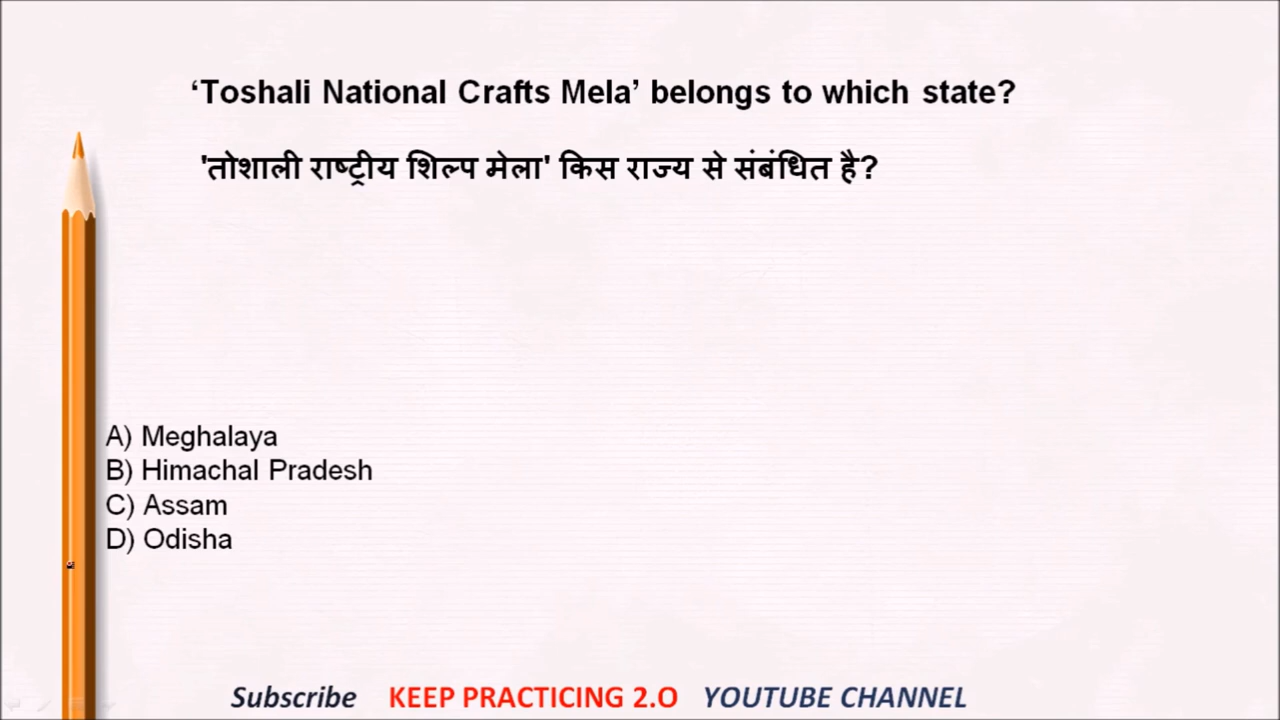 ‘Toshali National Crafts Mela’ belongs to which state?
'तोशाली राष्ट्रीय शिल्प मेला' किस राज्य से संबंधित है?
A) Meghalaya
B) Himachal Pradesh
C) Assam
D) Odisha
Subscribe KEEP PRACTICING 2.O YOUTUBE CHANNEL